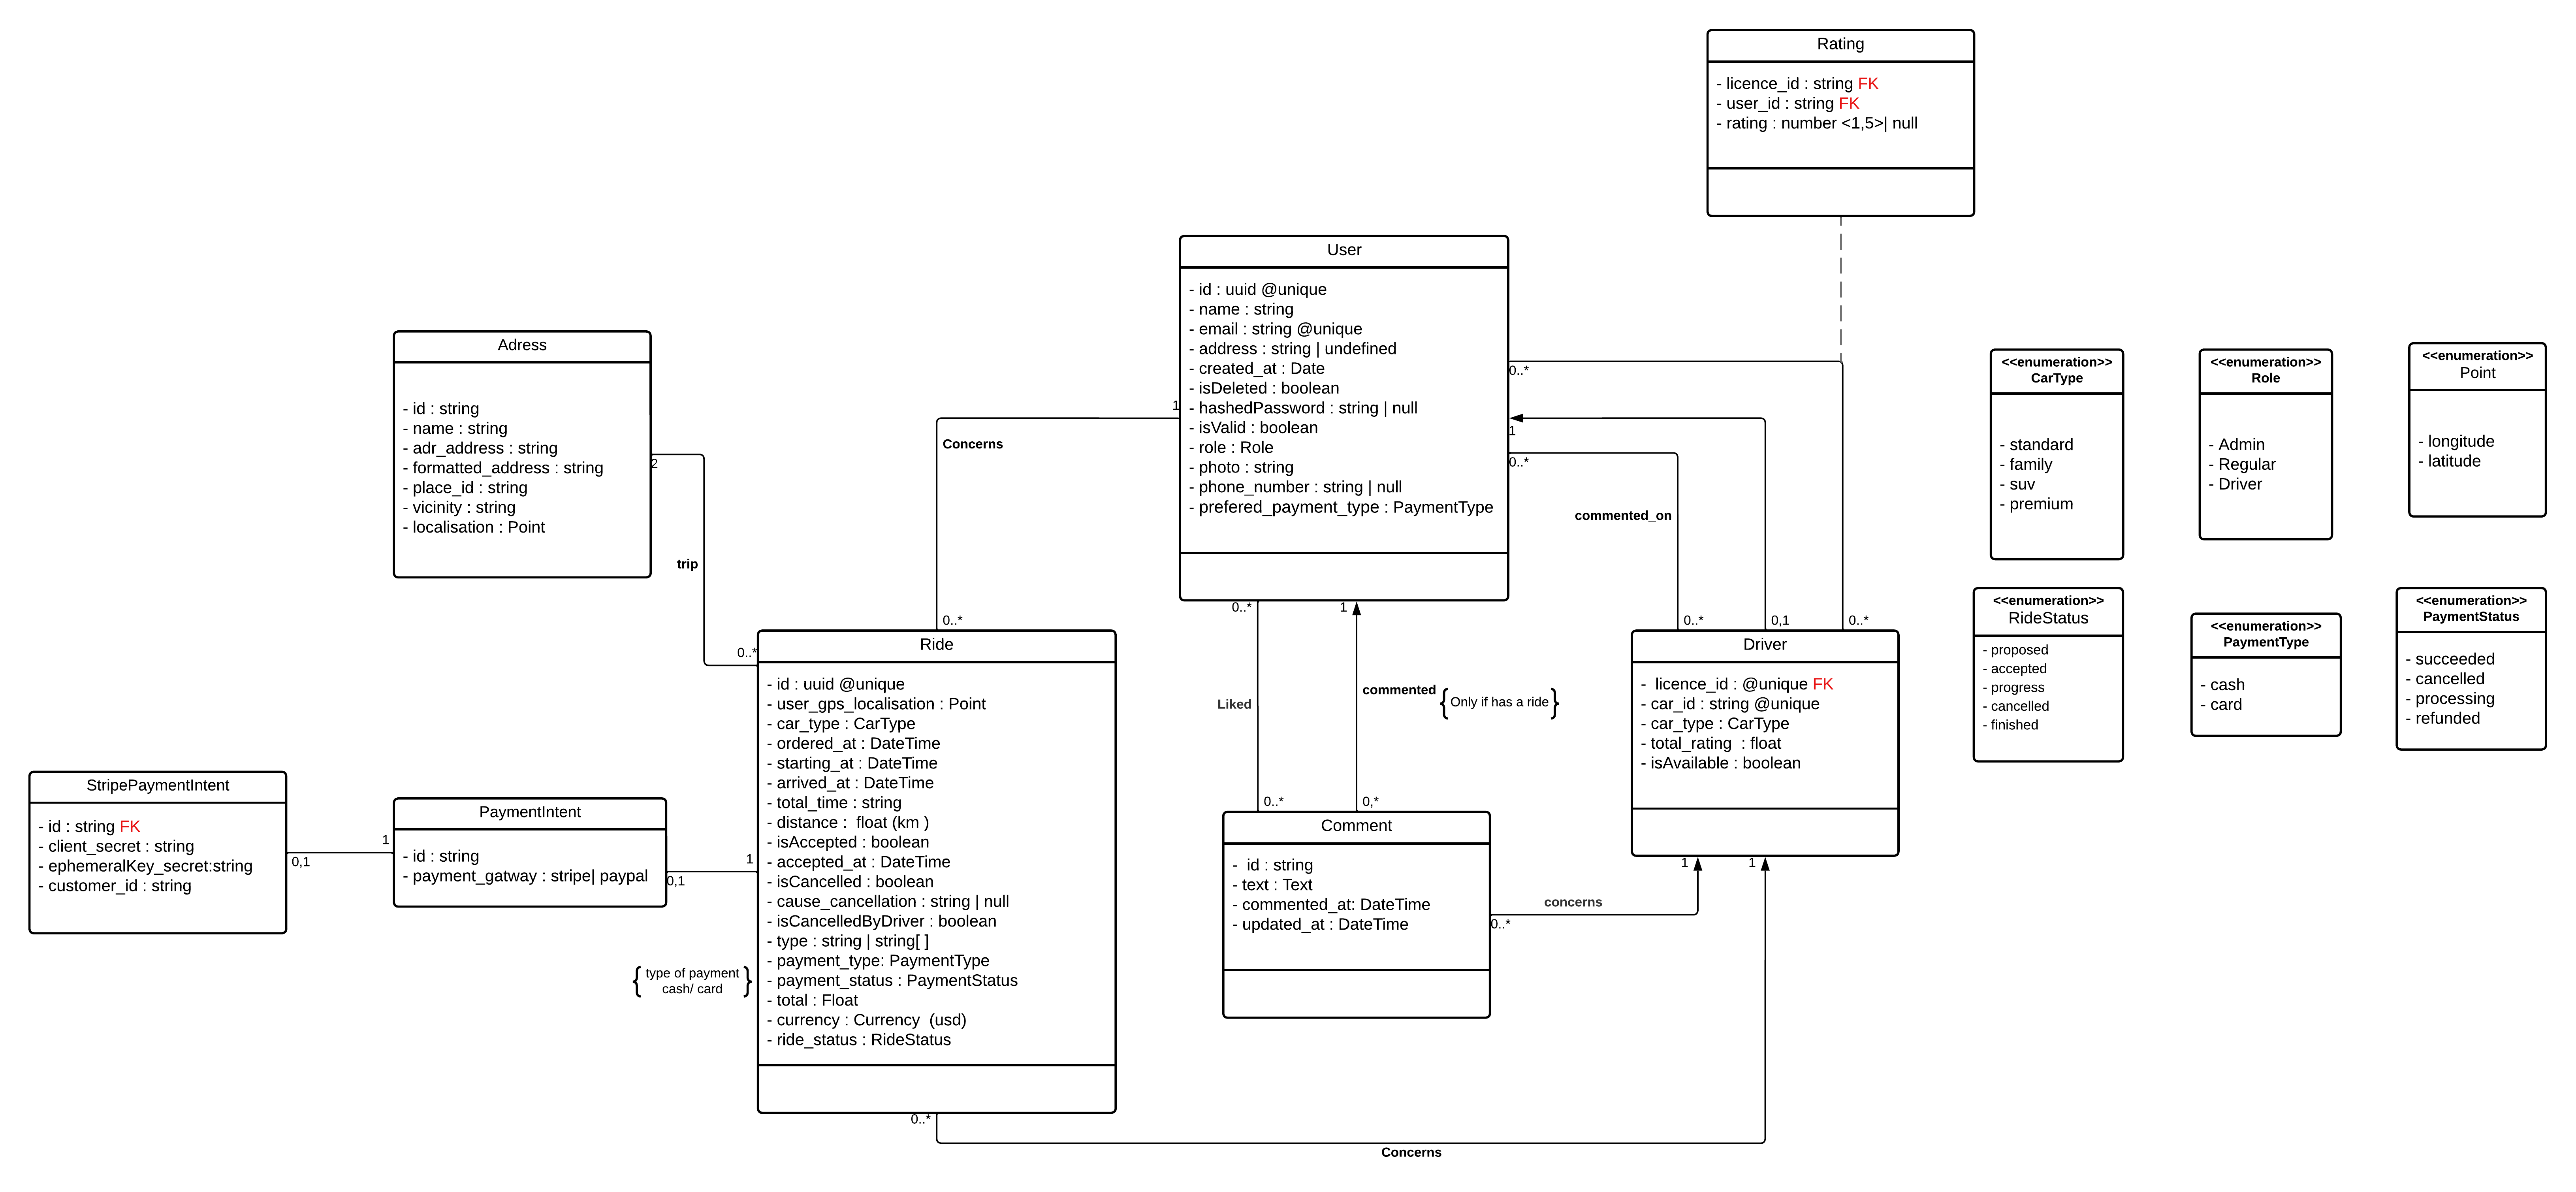 Rating
- licence_id : string FK
- user_id : string FK
- rating : number <1,5>| null
User
- id : uuid @unique
- name : string
- email : string @unique
- address : string | undefined
- created_at : Date
- isDeleted : boolean
- hashedPassword : string | null
- isValid : boolean
- role : Role
- photo : string
- phone_number : string | null
- prefered_payment_type : PaymentType
Adress
- id : string
- name : string
- adr_address : string
- formatted_address : string
- place_id : string
- vicinity : string
- localisation : Point
2
trip
0..*
1
Concerns
0..*
0..*
1
0..*
commented_on
0..*
0,1
0..*
<<enumeration>>
CarType
- standard
- family
- suv
- premium
<<enumeration>>
Role
- Admin
- Regular
- Driver
<<enumeration>>
Point
- longitude
- latitude
<<enumeration>>
RideStatus
- proposed
- accepted
- progress
- cancelled
- finished
<<enumeration>>
PaymentType
- cash
- card
<<enumeration>>
PaymentStatus
- succeeded
- cancelled
- processing
- refunded
Ride
- id : uuid @unique
- user_gps_localisation : Point
- car_type : CarType
- ordered_at : DateTime
- starting_at : DateTime
- arrived_at : DateTime
- total_time : string
- distance :  float (km )
- isAccepted : boolean
- accepted_at : DateTime
- isCancelled : boolean
- cause_cancellation : string | null
- isCancelledByDriver : boolean
- type : string | string[ ]
- payment_type: PaymentType
- payment_status : PaymentStatus
- total : Float
- currency : Currency  (usd)
- ride_status : RideStatus
0..*
1
Liked
commented
{ Only if has a ride }
0..*
0,*
Driver
-  licence_id : @unique FK
- car_id : string @unique
- car_type : CarType
- total_rating  : float
- isAvailable : boolean
1
1
StripePaymentIntent
- id : string FK
- client_secret : string
- ephemeralKey_secret:string
- customer_id : string
0,1
1
PaymentIntent
- id : string
- payment_gatway : stripe| paypal
0,1
1
{ type of payment
cash/ card }
Comment
-  id : string
- text : Text
- commented_at: DateTime
- updated_at : DateTime
concerns
0..*
0..*
Concerns